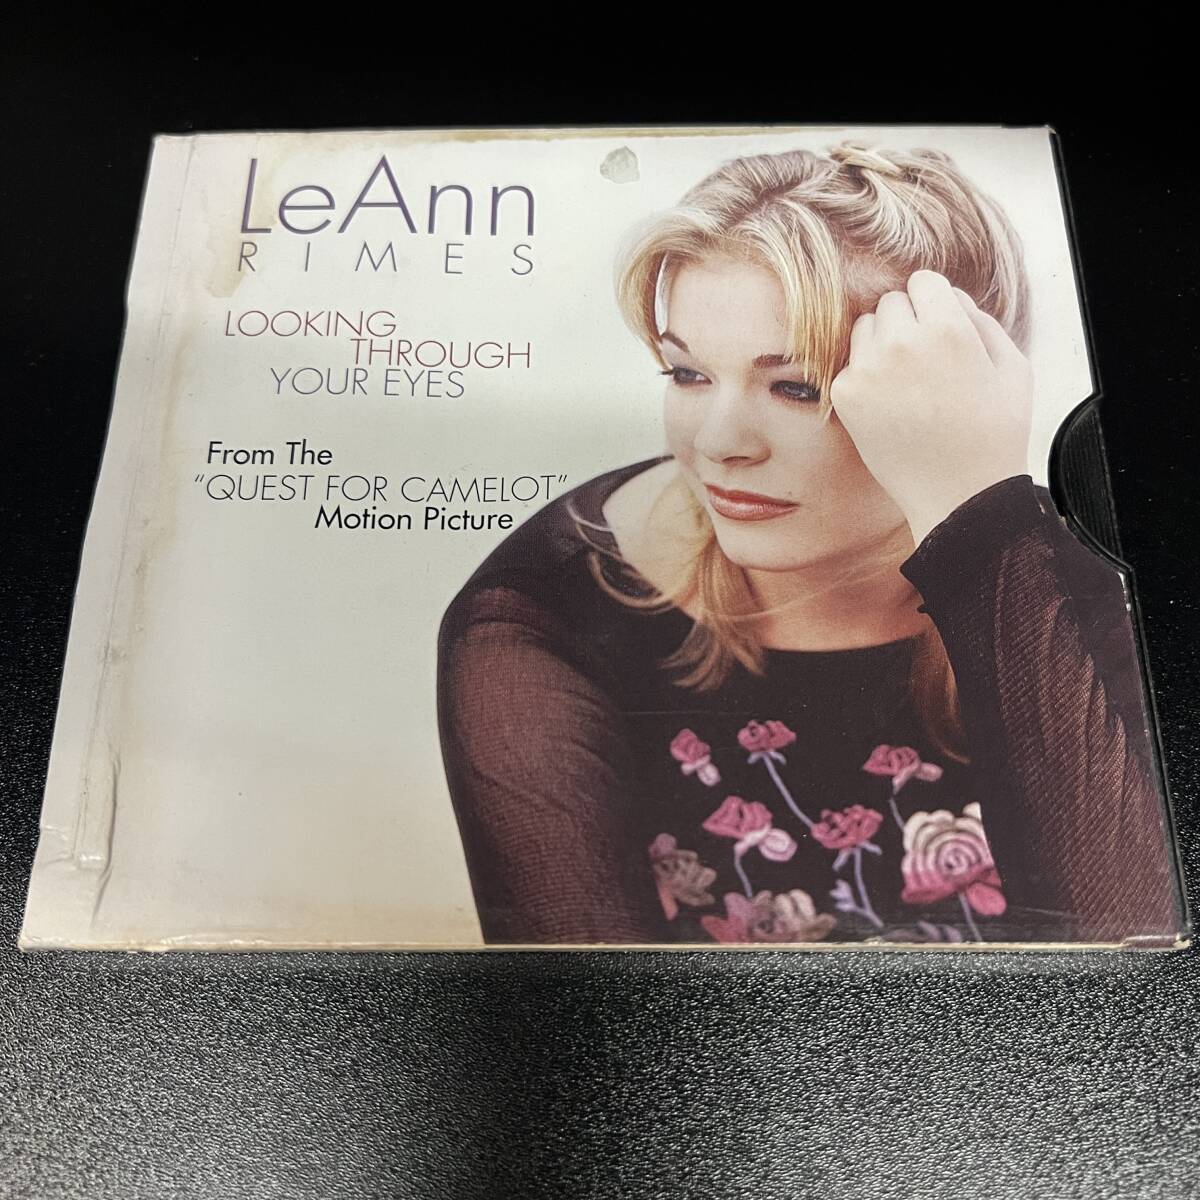 LeAnn
RIMES
LOOKING
THROUGH
YOUR EYES
From The
"QUEST FOR CAMELOT"
Motion Picture